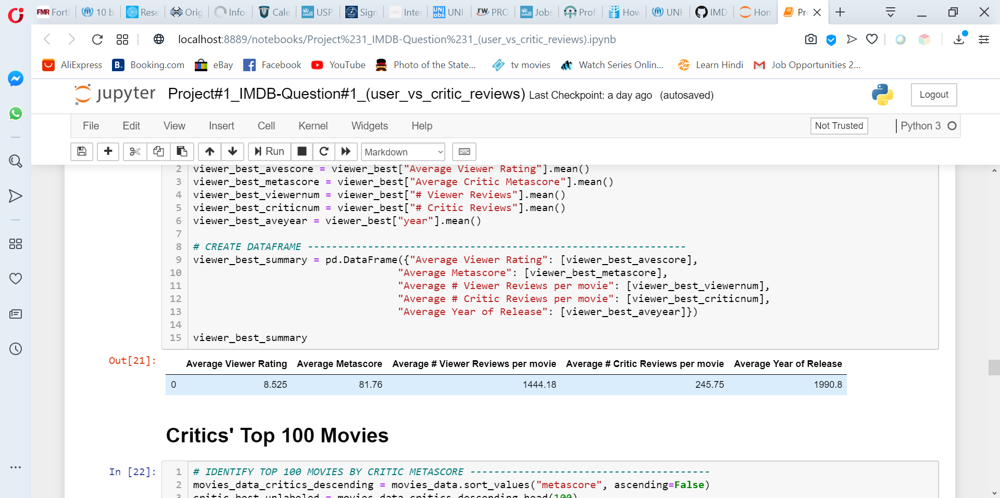 FMR Fortl
10 b
Rese
Orig
Info
Cale
USP
Sign
Inter
UNj obs UNH
rw PRO
Jobs
Prof
How
UNH
IMD
Hon
Pr
localhost:8889/notebooks/Project%231_IMDB-Question%231_(user_vs_critic_reviews).ipynb
AliExpress B. Booking.com eBay Facebook YouTube Photo of the State... tv movies Watch Series Onlin... Learn Hindi Job Opportunities 2...
jupyter Project#1_IMDB-Question#1_(user_vs_critic_reviews) Last Checkpoint: a day ago (autosaved) Logout
File Edit View Insert Cell Kernel Widgets Help Not Trusted Python 3
Run Markdown
2 viewer_best_avescore = viewer_best["Average Viewer Rating"].mean()
3 viewer_best_metascore = viewer_best["Average Critic Metascore"].mean()
4 viewer_best_viewernum = viewer_best["# Viewer Reviews"].mean()
5 viewer_best_criticnum = viewer_best["# Critic Reviews"].mean()
6 viewer_best_aveyear = viewer_best["year"].mean()
7
8 # CREATE DATAFRAME ---------------------------------------------------------------
9 viewer_best_summary = pd.DataFrame({"Average Viewer Rating": [viewer_best_avescore],
10 "Average Metascore": [viewer_best_metascore],
11 "Average # Viewer Reviews per movie": [viewer_best_viewernum],
12 "Average # Critic Reviews per movie": [viewer_best_criticnum],
13 "Average Year of Release": [viewer_best_aveyear]})
14
15 viewer_best_summary
Out[21]:
Average Viewer Rating Average Metascore Average # Viewer Reviews per movie Average # Critic Reviews per movie Average Year of Release
0 8.525 81.76 1444.18 245.75 1990.8
Critics' Top 100 Movies
In [22]:
1 # IDENTIFY TOP 100 MOVIES BY CRITIC METASCORE ----------------------------------------
2 movies_data_critics_descending = movies_data.sort_values("metascore", ascending=False)
3 critic_best_unlabeled = movies_data_critics_descending.head(100)